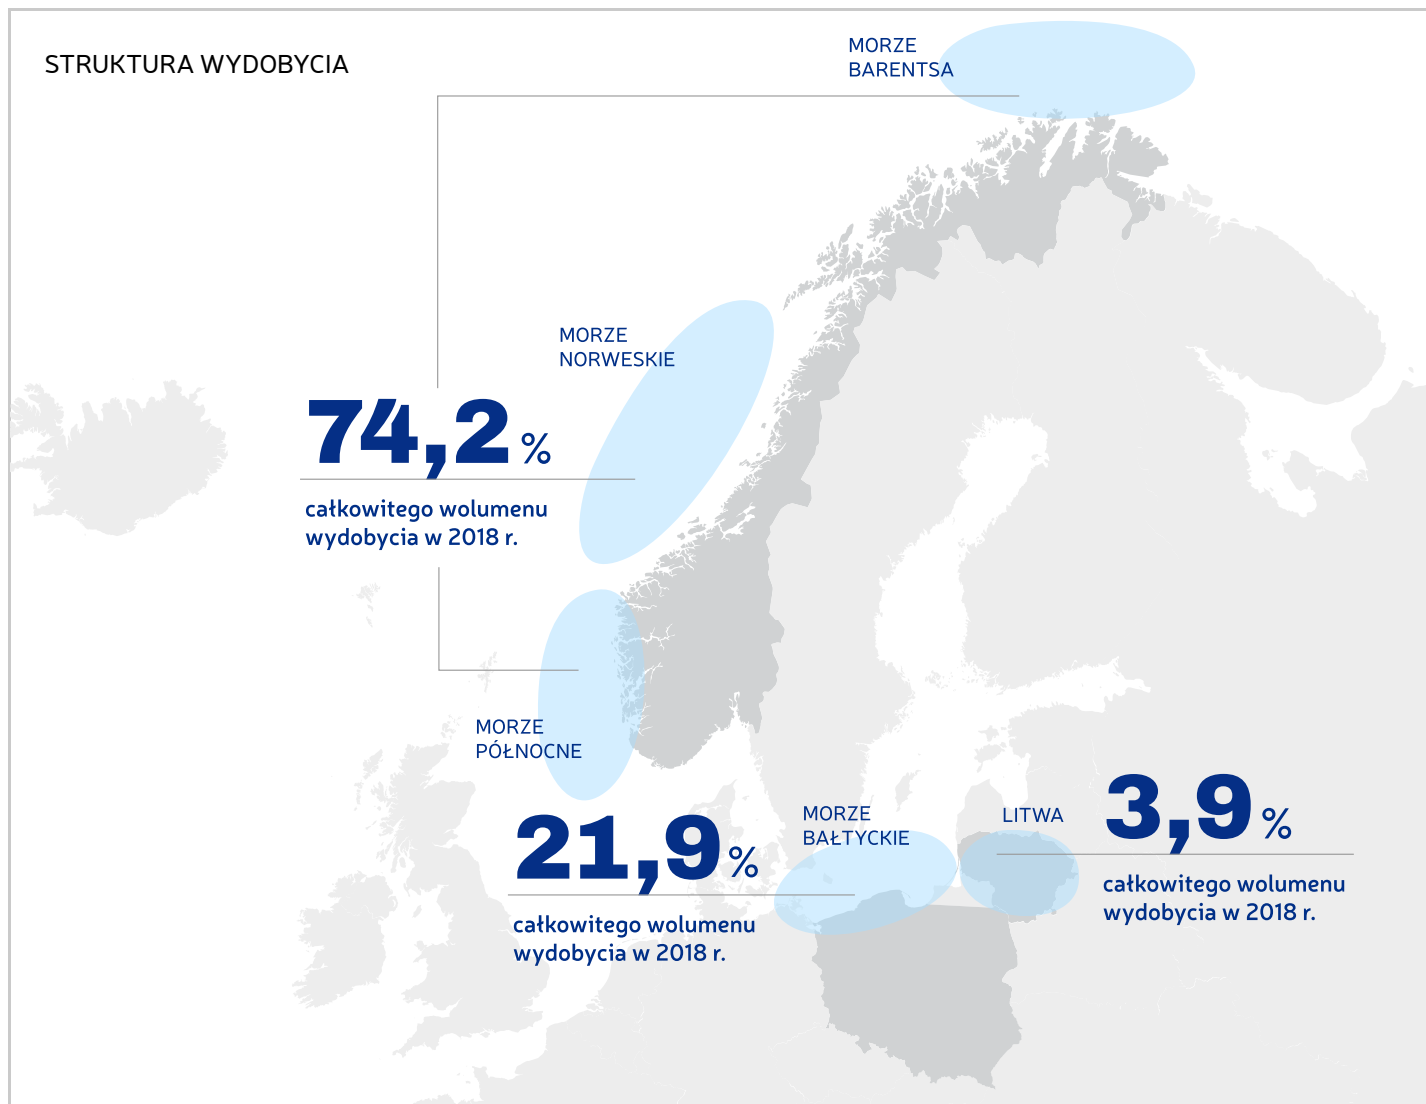 STRUKTURA WYDOBYCIA
MORZE
BARENTSA
MORZE
NORWESKIE
74,2 %
całkowitego wolumenu
wydobycia w 2018 r.
MORZE
PÓŁNOCNE
21,9 %
całkowitego wolumenu
wydobycia w 2018 r.
MORZE
BAŁTYCKIE
LITWA
3,9 %
całkowitego wolumenu
wydobycia w 2018 r.